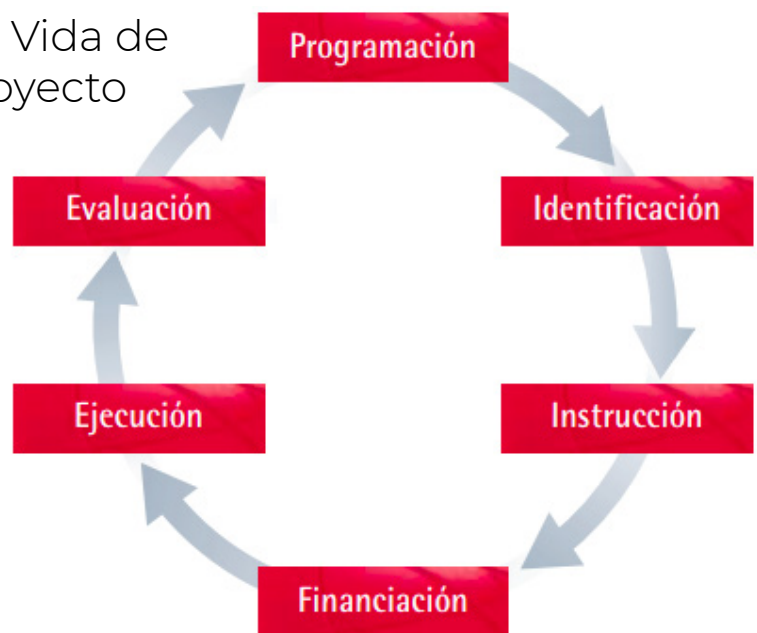 Vida de
oyecto
Programación
Evaluación
Identificación
Ejecución
Instrucción
Financiación